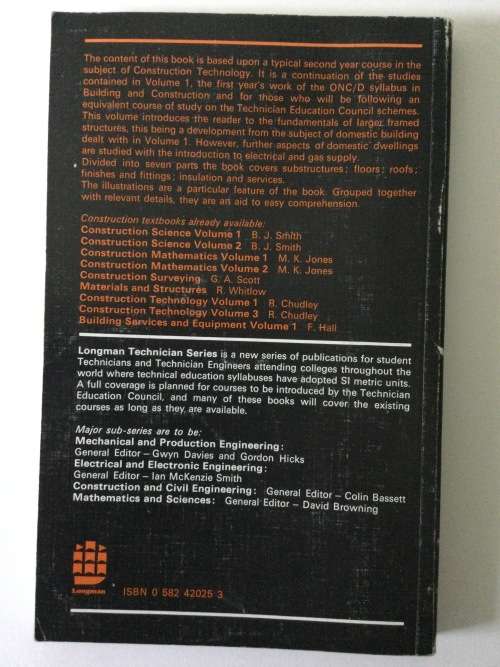 The content of this book is based upon a typical second year course in the
subject of Construction Technology. It is a continuation of the studies
contained in Volume 1, the first year's work of the ONC/D syllabus in
Building and Construction and for those who will be following an
equivalent course of study on the Technician Education Council schemes.
This volume introduces the reader to the fundamentals of larger framed
structures, this being a development from the subject of domestic building
dealt with in Volume 1. However, further aspects of domestic dwellings
are studied with the introduction to electrical and gas supply.
Divided into seven parts the book covers substructures; floors; roofs;
finishes and fittings; insulation and services.
The illustrations are a particular feature of the book. Grouped together
with relevant details, they are an aid to easy comprehension.
Construction textbooks already available:
Construction Science Volume 1 B. J. Smith
Construction Science Volume 2 B. J. Smith
Construction Mathematics Volume 1 M. K. Jones
Construction Mathematics Volume 2 M. K. Jones
Construction Surveying G. A. Scott
Materials and Structures R. Whitlow
Construction Technology Volume 1 R. Chudley
Construction Technology Volume 3 R. Chudley
Building Services and Equipment Volume 1 F. Hall
Longman Technician Series is a new series of publications for student
Technicians and Technician Engineers attending colleges throughout the
world where technical education syllabuses have adopted SI metric units.
A full coverage is planned for courses to be introduced by the Technician
Education Council, and many of these books will cover the existing
courses as long as they are available.
Major sub-series are to be:
Mechanical and Production Engineering:
General Editor – Gwyn Davies and Gordon Hicks
Electrical and Electronic Engineering:
General Editor – Ian McKenzie Smith
Construction and Civil Engineering: General Editor – Colin Bassett
Mathematics and Sciences: General Editor – David Browning
Longman
ISBN 0 582 42025 3